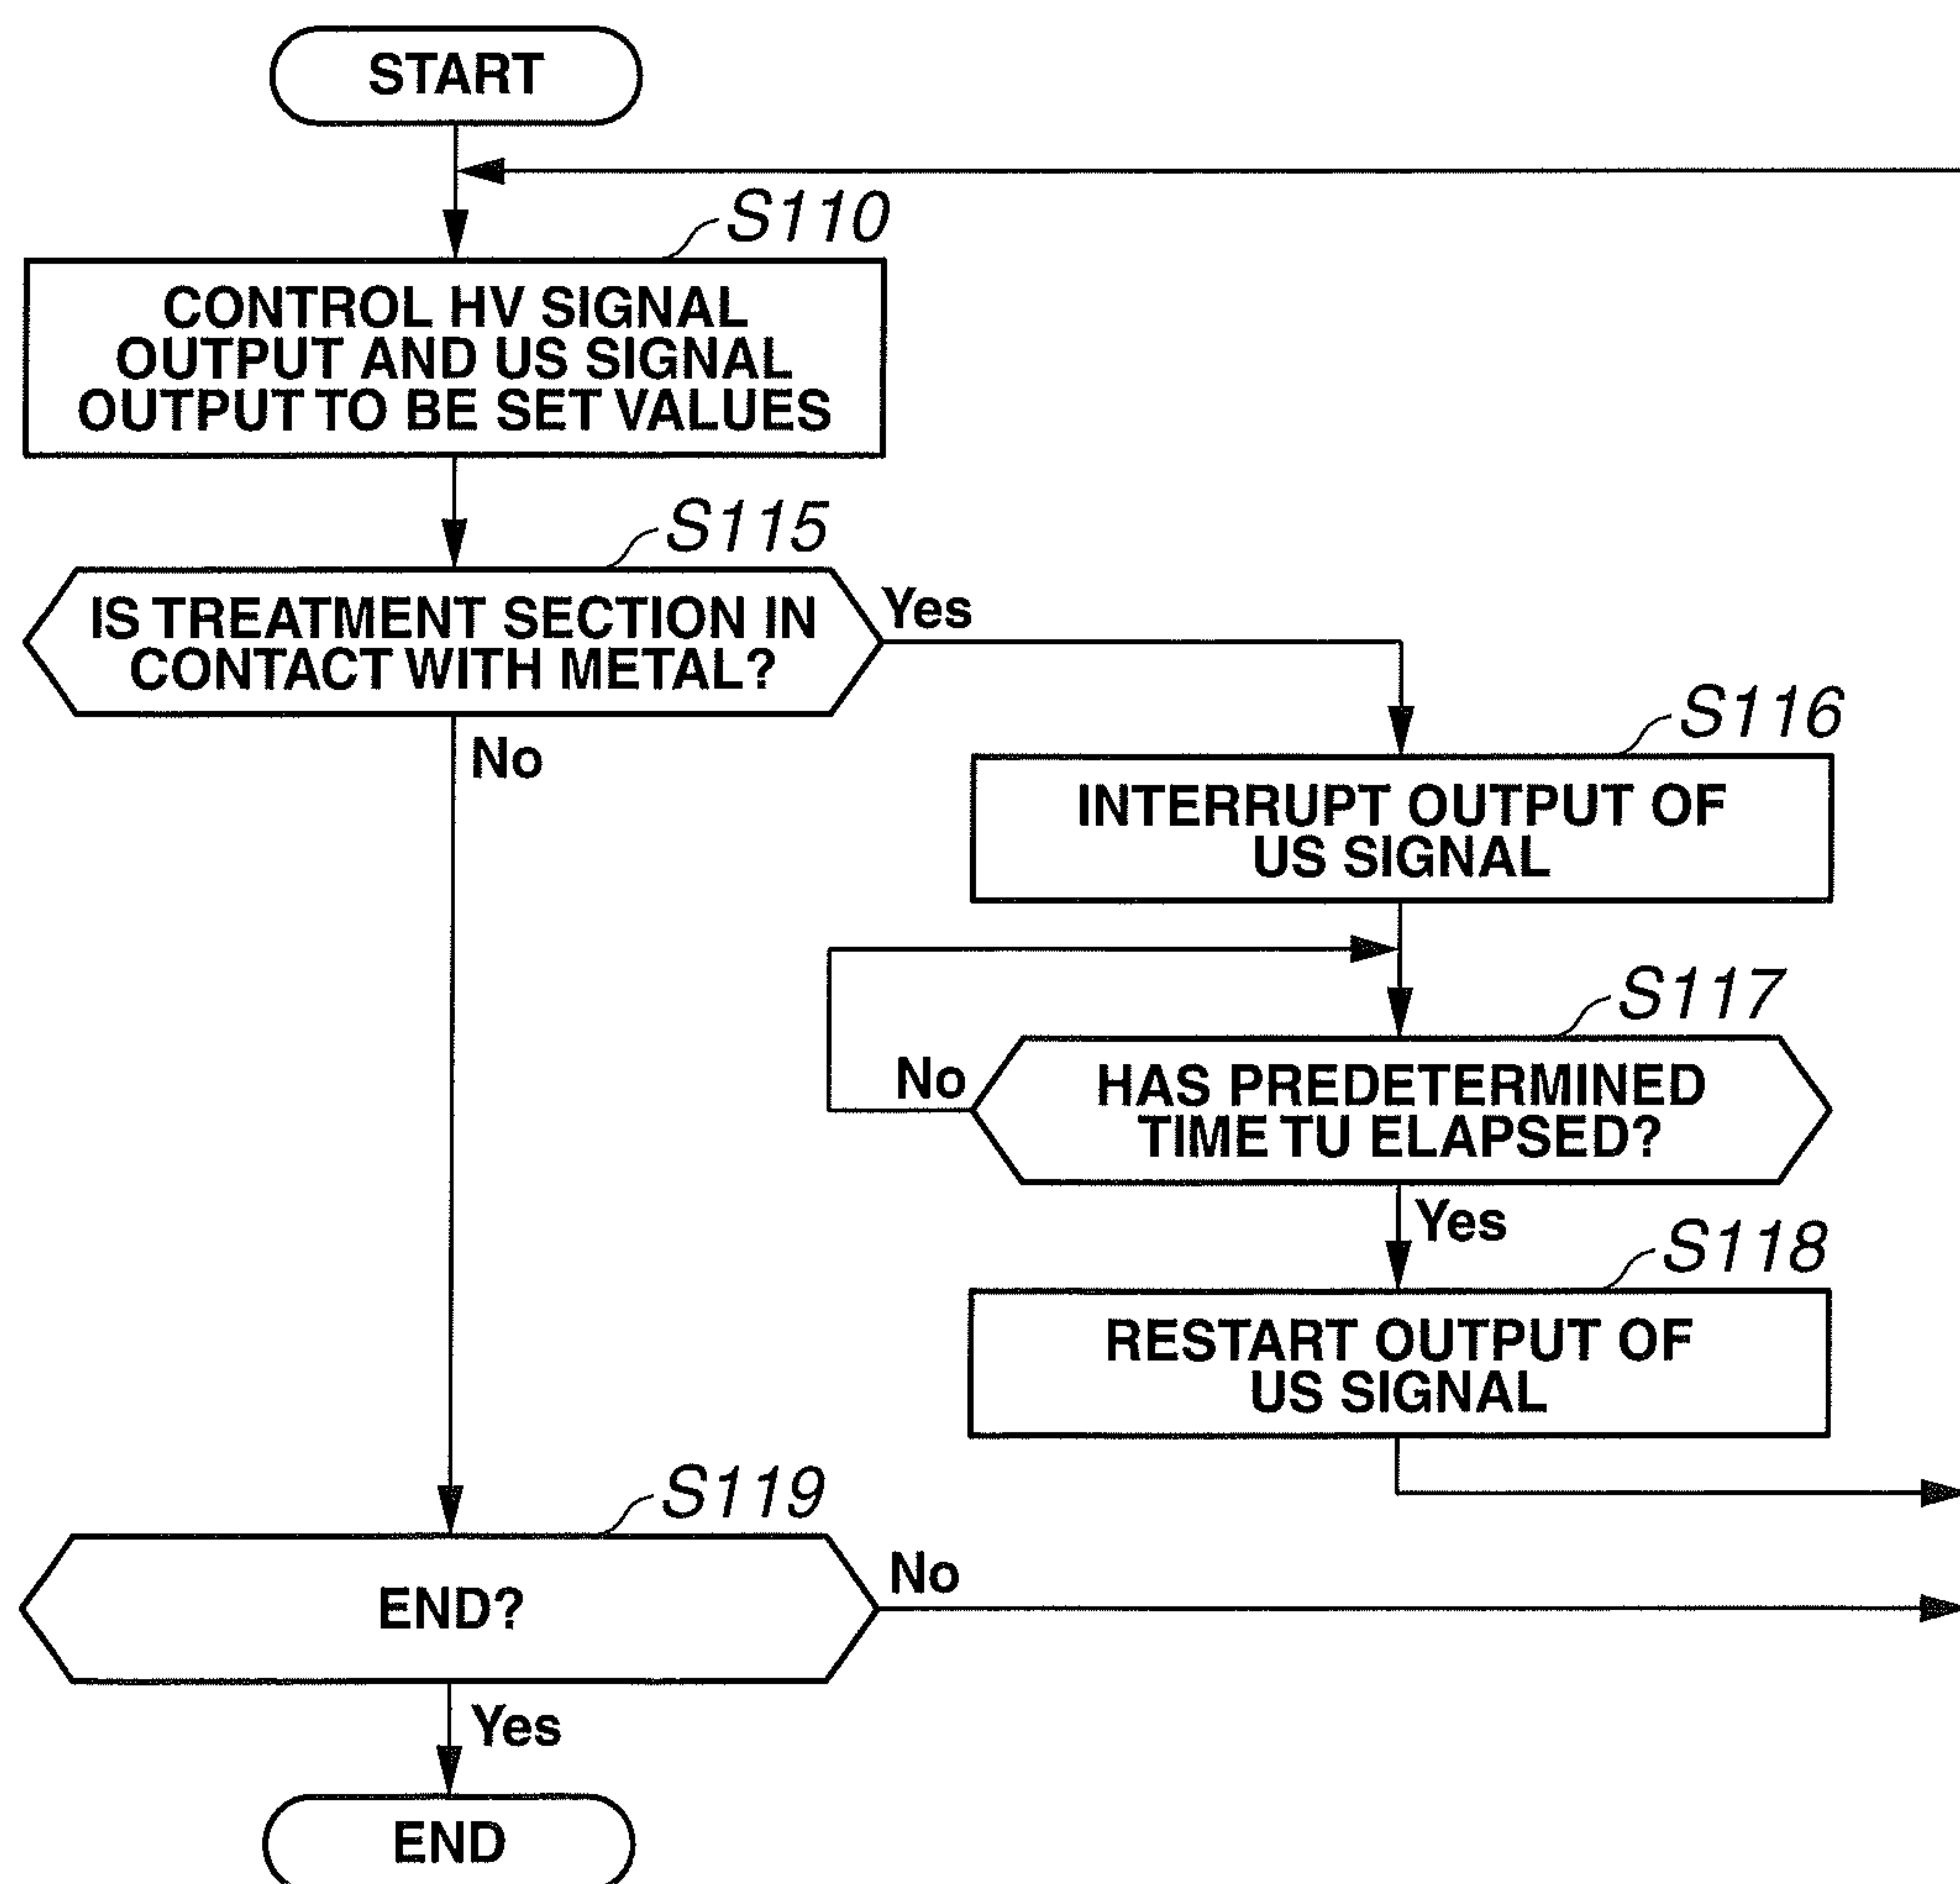 START
S110
CONTROL HV SIGNAL
OUTPUT AND US SIGNAL
OUTPUT TO BE SET VALUES
S115
IS TREATMENT SECTION IN
CONTACT WITH METAL?
Yes
No
S116
INTERRUPT OUTPUT OF
US SIGNAL
S117
No
HAS PREDETERMINED
TIME TU ELAPSED?
Yes
S118
RESTART OUTPUT OF
US SIGNAL
S119
END?
No
Yes
END